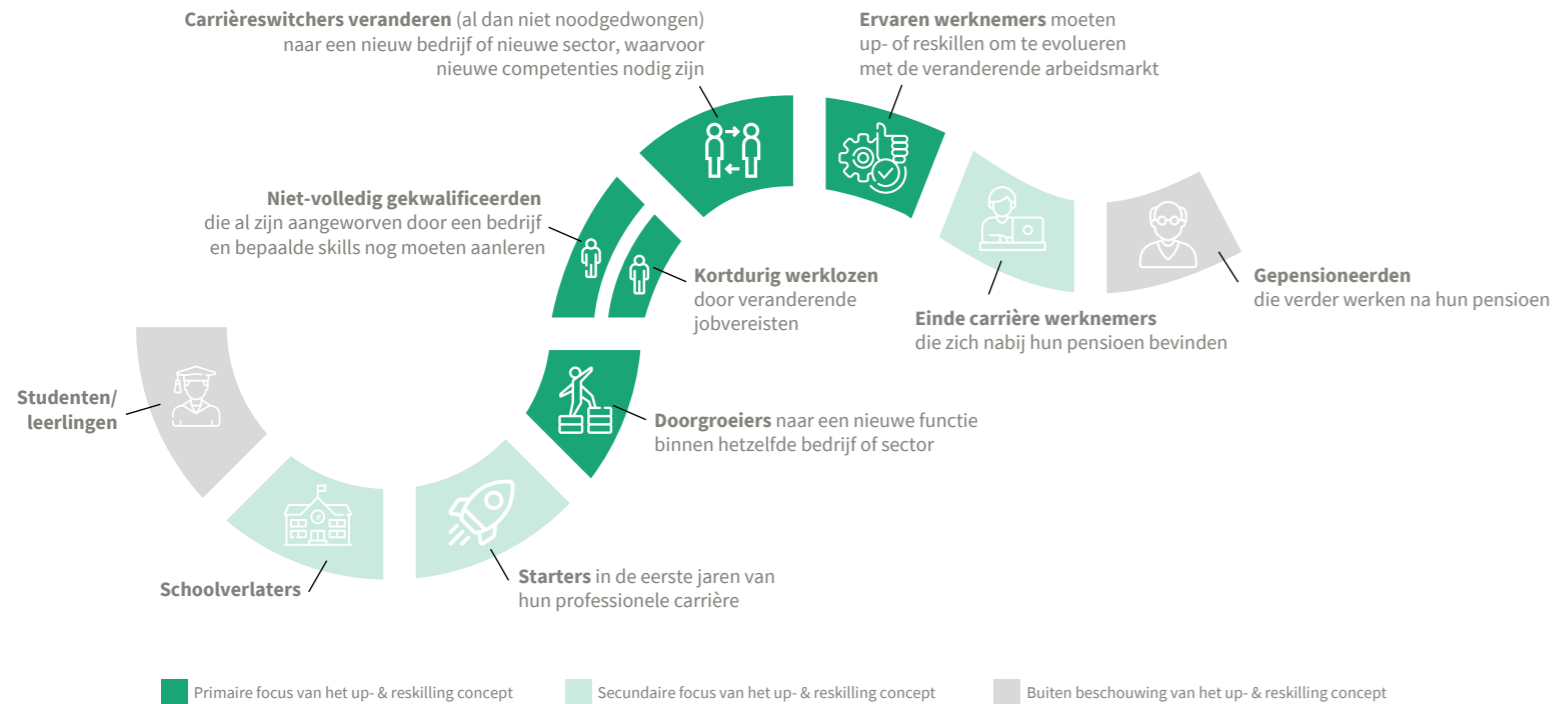 Carrièreswitchers veranderen (al dan niet noodgedwongen)
naar een nieuw bedrijf of nieuwe sector, waarvoor
nieuwe competenties nodig zijn
Ervaren werknemers moeten
up- of reskillen om te evolueren
met de veranderende arbeidsmarkt
Niet-volledig gekwalificeerden
die al zijn aangeworven door een bedrijf
en bepaalde skills nog moeten aanleren
Kortdurig werklozen
door veranderende
jobvereisten
Einde carrière werknemers
die zich nabij hun pensioen bevinden
Gepensioneerden
die verder werken na hun pensioen
Studenten/
leerlingen
Doorgroeiers naar een nieuwe functie
binnen hetzelfde bedrijf of sector
Schoolverlaters
Starters in de eerste jaren van
hun professionele carrière
Primaire focus van het up- & reskilling concept
Secundaire focus van het up- & reskilling concept
Buiten beschouwing van het up- & reskilling concept